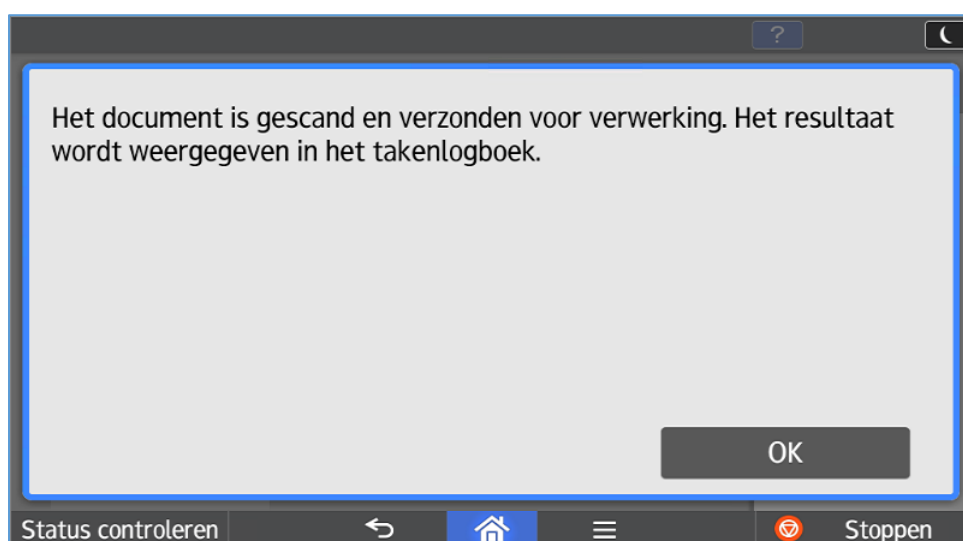 ?
Het document is gescand en verzonden voor verwerking. Het resultaat
wordt weergegeven in het takenlogboek.
OK
Status controleren
Stoppen